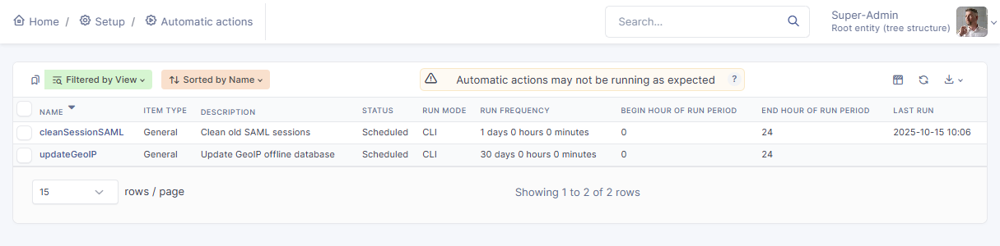 Home / Setup / Automatic actions
Search...
Super-Admin
Root entity (tree structure)
Filtered by View
Sorted by Name
Automatic actions may not be running as expected ?
NAME ITEM TYPE DESCRIPTION STATUS RUN MODE RUN FREQUENCY BEGIN HOUR OF RUN PERIOD END HOUR OF RUN PERIOD LAST RUN
cleanSessionSAML General Clean old SAML sessions Scheduled CLI 1 days 0 hours 0 minutes 0 24 2025-10-15 10:06
updateGeoIP General Update GeoIP offline database Scheduled CLI 30 days 0 hours 0 minutes 0 24
15 rows / page
Showing 1 to 2 of 2 rows